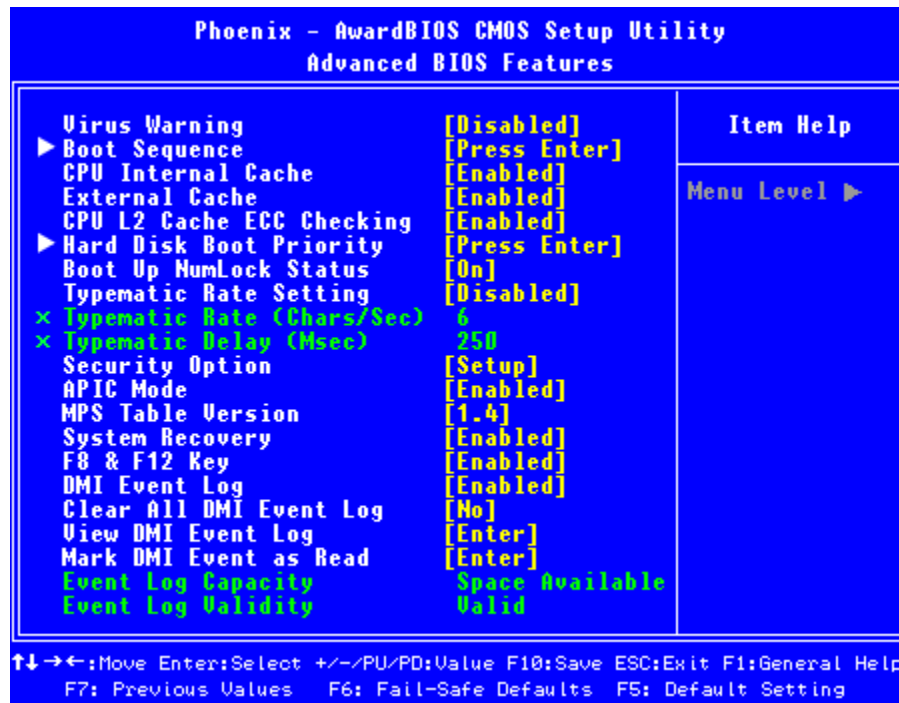 Phoenix - AwardBIOS CMOS Setup Utility
Advanced BIOS Features
Virus Warning [Disabled]
Item Help
▶ Boot Sequence [Press Enter]
CPU Internal Cache [Enabled]
External Cache [Enabled]
Menu Level ▶
CPU L2 Cache ECC Checking [Enabled]
▶ Hard Disk Boot Priority [Press Enter]
Boot Up NumLock Status [On]
Typematic Rate Setting [Disabled]
x Typematic Rate (Chars/Sec) 6
x Typematic Delay (Msec) 250
Security Option [Setup]
APIC Mode [Enabled]
MPS Table Version [1.4]
System Recovery [Enabled]
F8 & F12 Key [Enabled]
DMI Event Log [Enabled]
Clear All DMI Event Log [No]
View DMI Event Log [Enter]
Mark DMI Event as Read [Enter]
Event Log Capacity Space Available
Event Log Validity Valid
↑↓→←:Move Enter:Select +/-/PU/PD:Value F10:Save ESC:Exit F1:General Help
F7: Previous Values F6: Fail-Safe Defaults F5: Default Setting